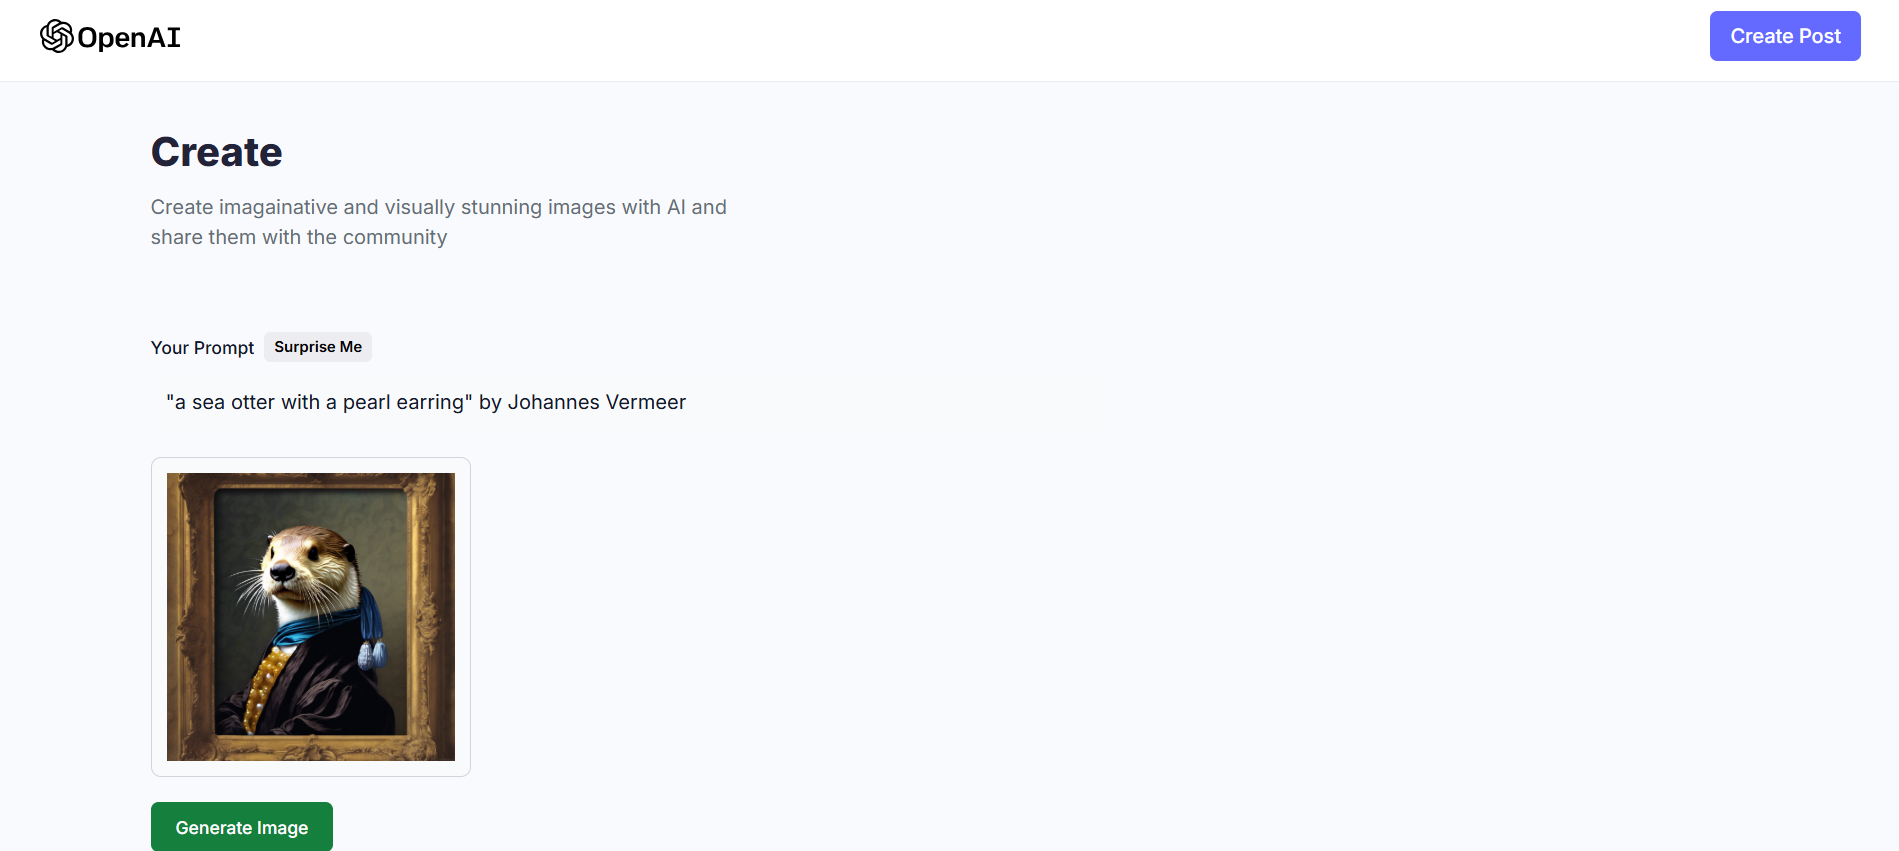 OpenAI
Create Post
Create
Create imagainative and visually stunning images with AI and
share them with the community
Your Prompt
Surprise Me
"a sea otter with a pearl earring" by Johannes Vermeer
Generate Image